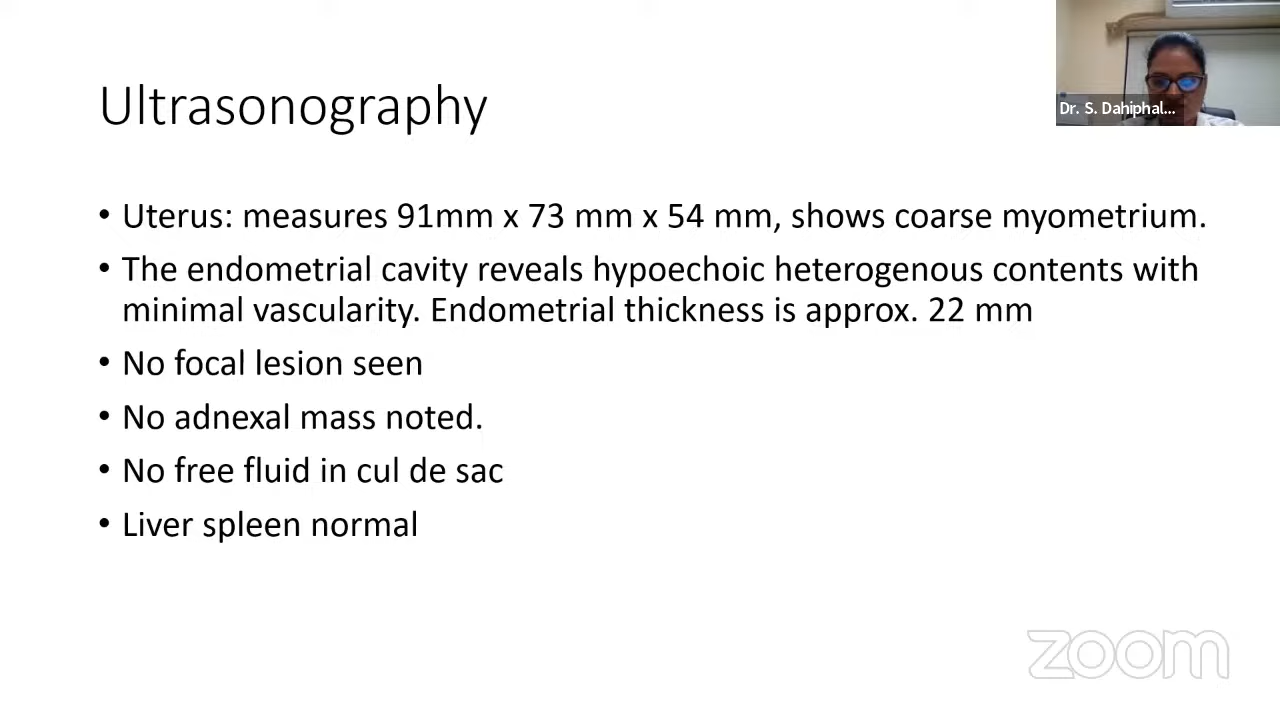 Ultrasonography
Dr. S. Dahiphal...
• Uterus: measures 91mm x 73 mm x 54 mm, shows coarse myometrium.
• The endometrial cavity reveals hypoechoic heterogenous contents with
minimal vascularity. Endometrial thickness is approx. 22 mm
• No focal lesion seen
• No adnexal mass noted.
• No free fluid in cul de sac
• Liver spleen normal
zoom